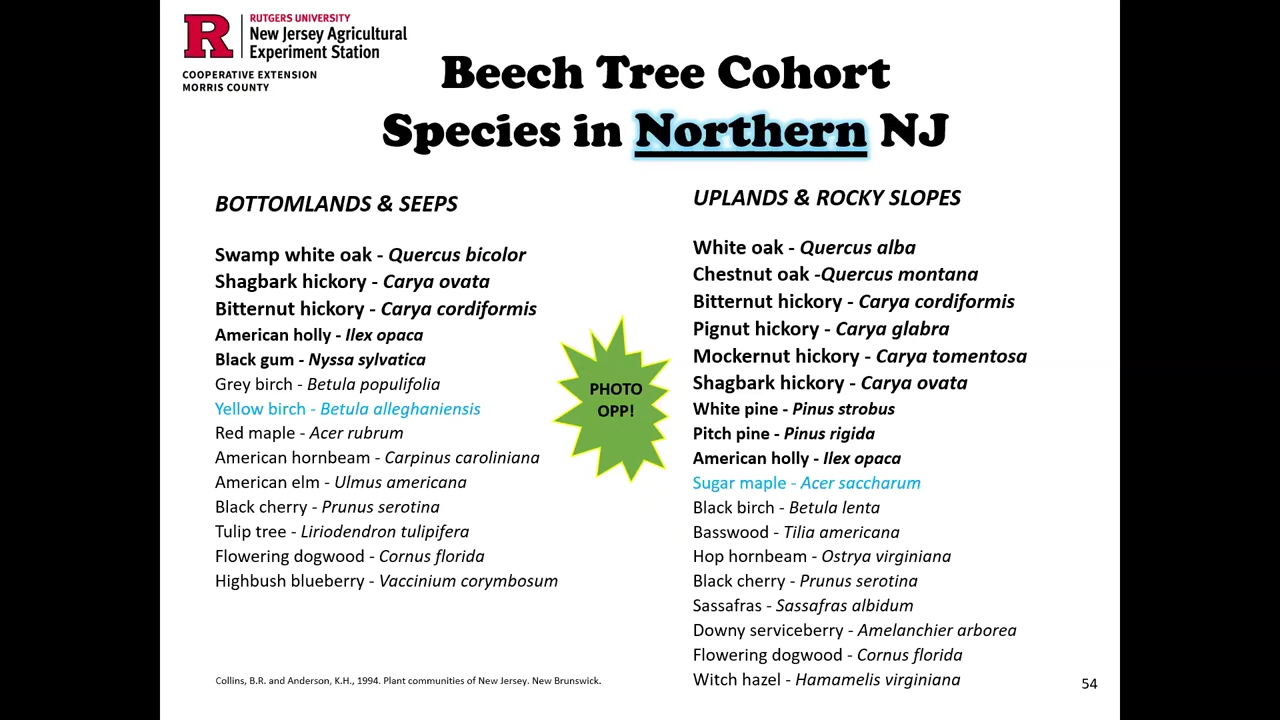 R
RUTGERS UNIVERSITY
New Jersey Agricultural
Experiment Station
COOPERATIVE EXTENSION
MORRIS COUNTY
Beech Tree Cohort
Species in Northern NJ
BOTTOMLANDS & SEEPS
Swamp white oak - Quercus bicolor
Shagbark hickory - Carya ovata
Bitternut hickory - Carya cordiformis
American holly - Ilex opaca
Black gum - Nyssa sylvatica
Grey birch - Betula populifolia
Yellow birch - Betula alleghaniensis
Red maple - Acer rubrum
American hornbeam - Carpinus caroliniana
American elm - Ulmus americana
Black cherry - Prunus serotina
Tulip tree - Liriodendron tulipifera
Flowering dogwood - Cornus florida
Highbush blueberry - Vaccinium corymbosum
PHOTO
OPP!
UPLANDS & ROCKY SLOPES
White oak - Quercus alba
Chestnut oak -Quercus montana
Bitternut hickory - Carya cordiformis
Pignut hickory - Carya glabra
Mockernut hickory - Carya tomentosa
Shagbark hickory - Carya ovata
White pine - Pinus strobus
Pitch pine - Pinus rigida
American holly - Ilex opaca
Sugar maple - Acer saccharum
Black birch - Betula lenta
Basswood - Tilia americana
Hop hornbeam - Ostrya virginiana
Black cherry - Prunus serotina
Sassafras - Sassafras albidum
Downy serviceberry - Amelanchier arborea
Flowering dogwood - Cornus florida
Witch hazel - Hamamelis virginiana
Collins, B.R. and Anderson, K.H., 1994. Plant communities of New Jersey. New Brunswick.
54